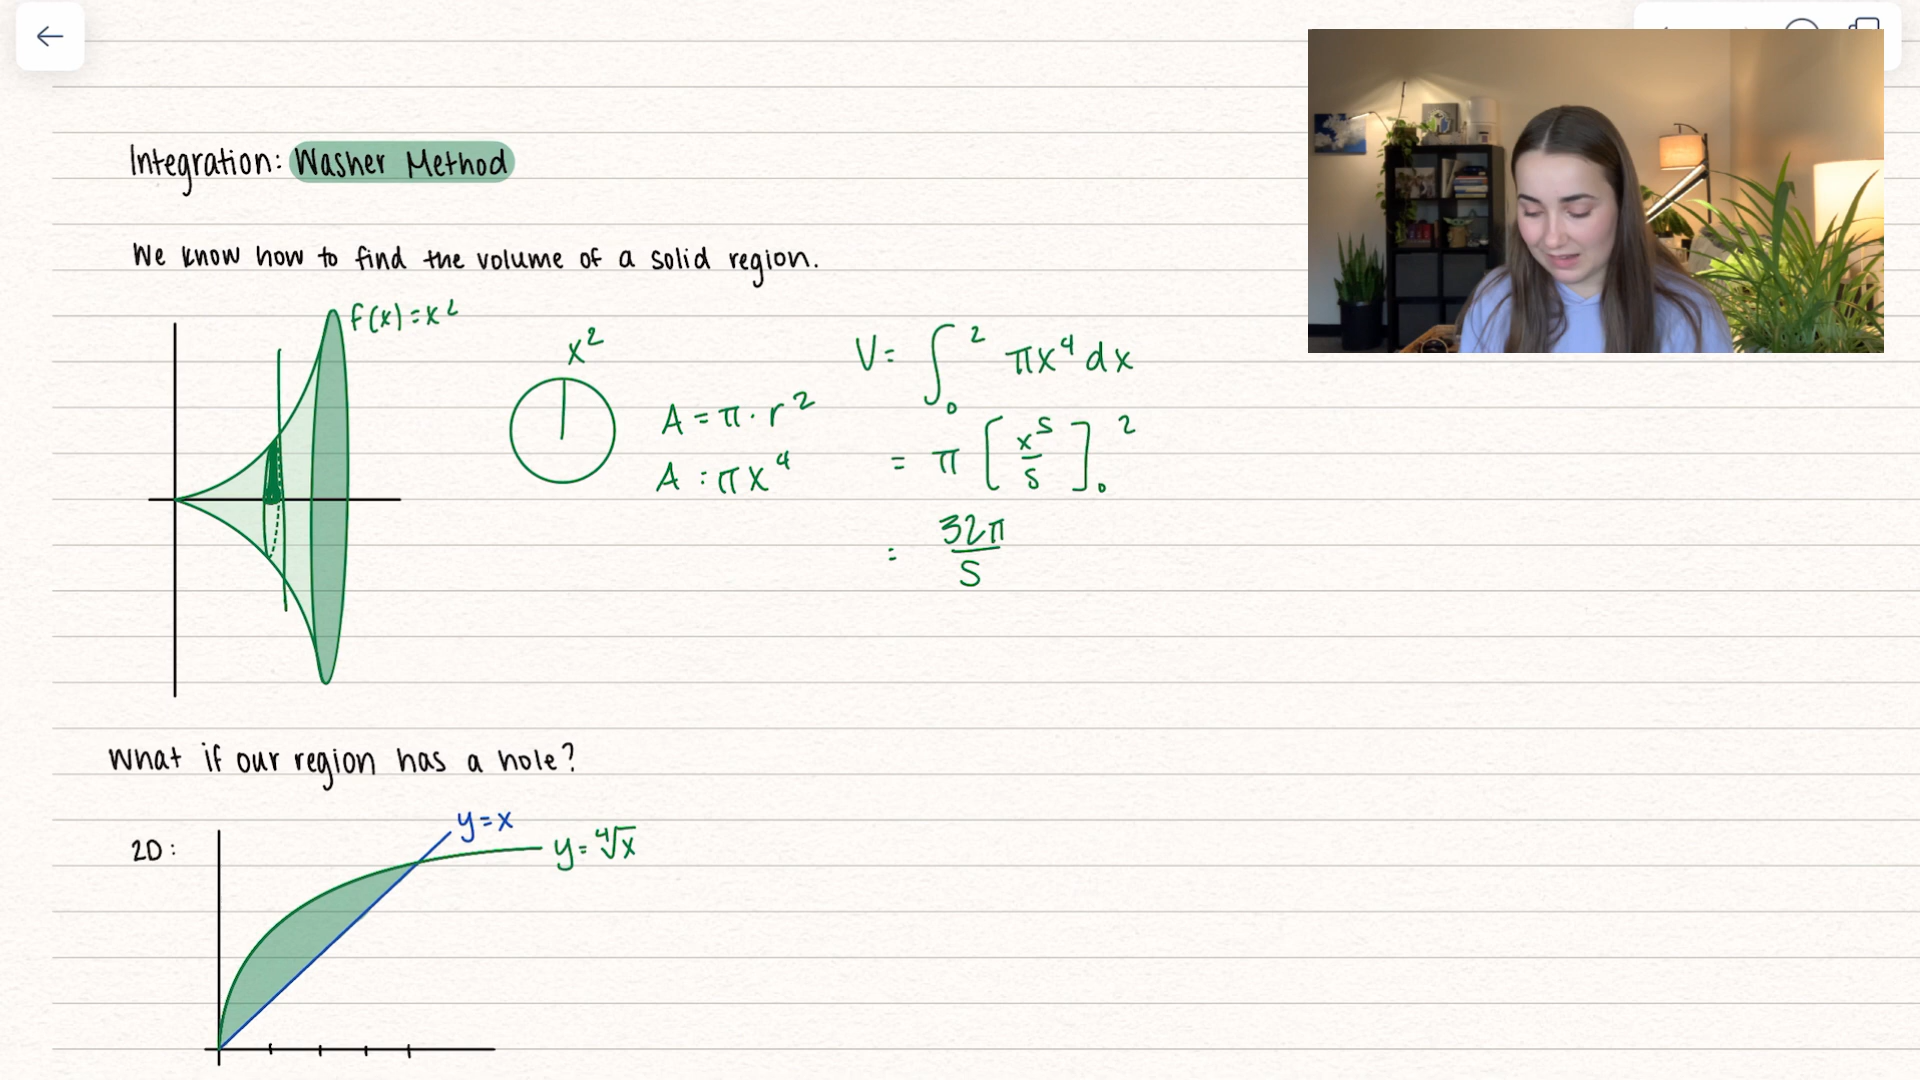 Integration: Washer Method
We know how to find the volume of a solid region.
f(x)=x²
x²
A = π · r²
A : πx⁴
V = ∫₀² πx⁴ dx
= π [x⁵/5]₀²
= 32π/5
What if our region has a hole?
2D:
y=x
y=⁴√x